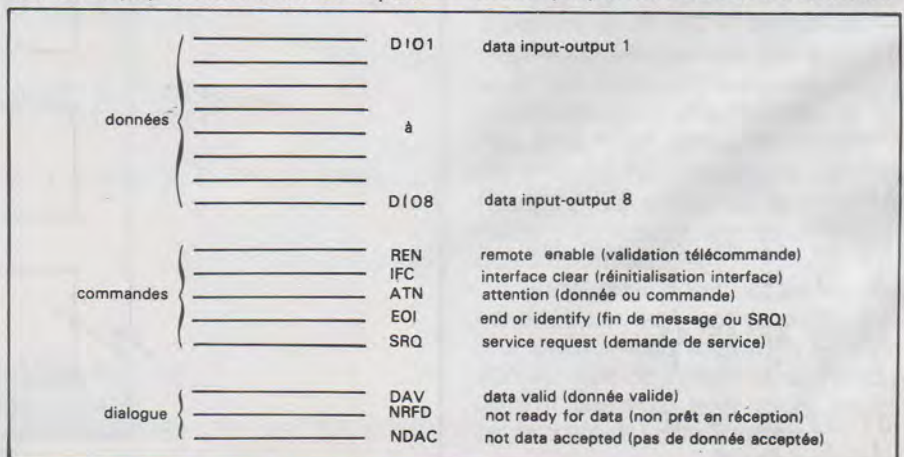 DIO1 data input-output 1
données
à
DIO8 data input-output 8
REN remote enable (validation télécommande)
IFC interface clear (réinitialisation interface)
commandes ATN attention (donnée ou commande)
EOI end or identify (fin de message ou SRQ)
SRQ service request (demande de service)
DAV data valid (donnée valide)
dialogue NRFD not ready for data (non prêt en réception)
NDAC not data accepted (pas de donnée acceptée)